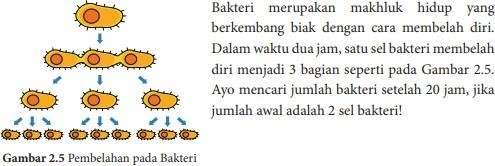 Bakteri merupakan makhluk hidup yang
berkembang biak dengan cara membelah diri.
Dalam waktu dua jam, satu sel bakteri membelah
diri menjadi 3 bagian seperti pada Gambar 2.5.
Ayo mencari jumlah bakteri setelah 20 jam, jika
jumlah awal adalah 2 sel bakteri!
Gambar 2.5 Pembelahan pada Bakteri